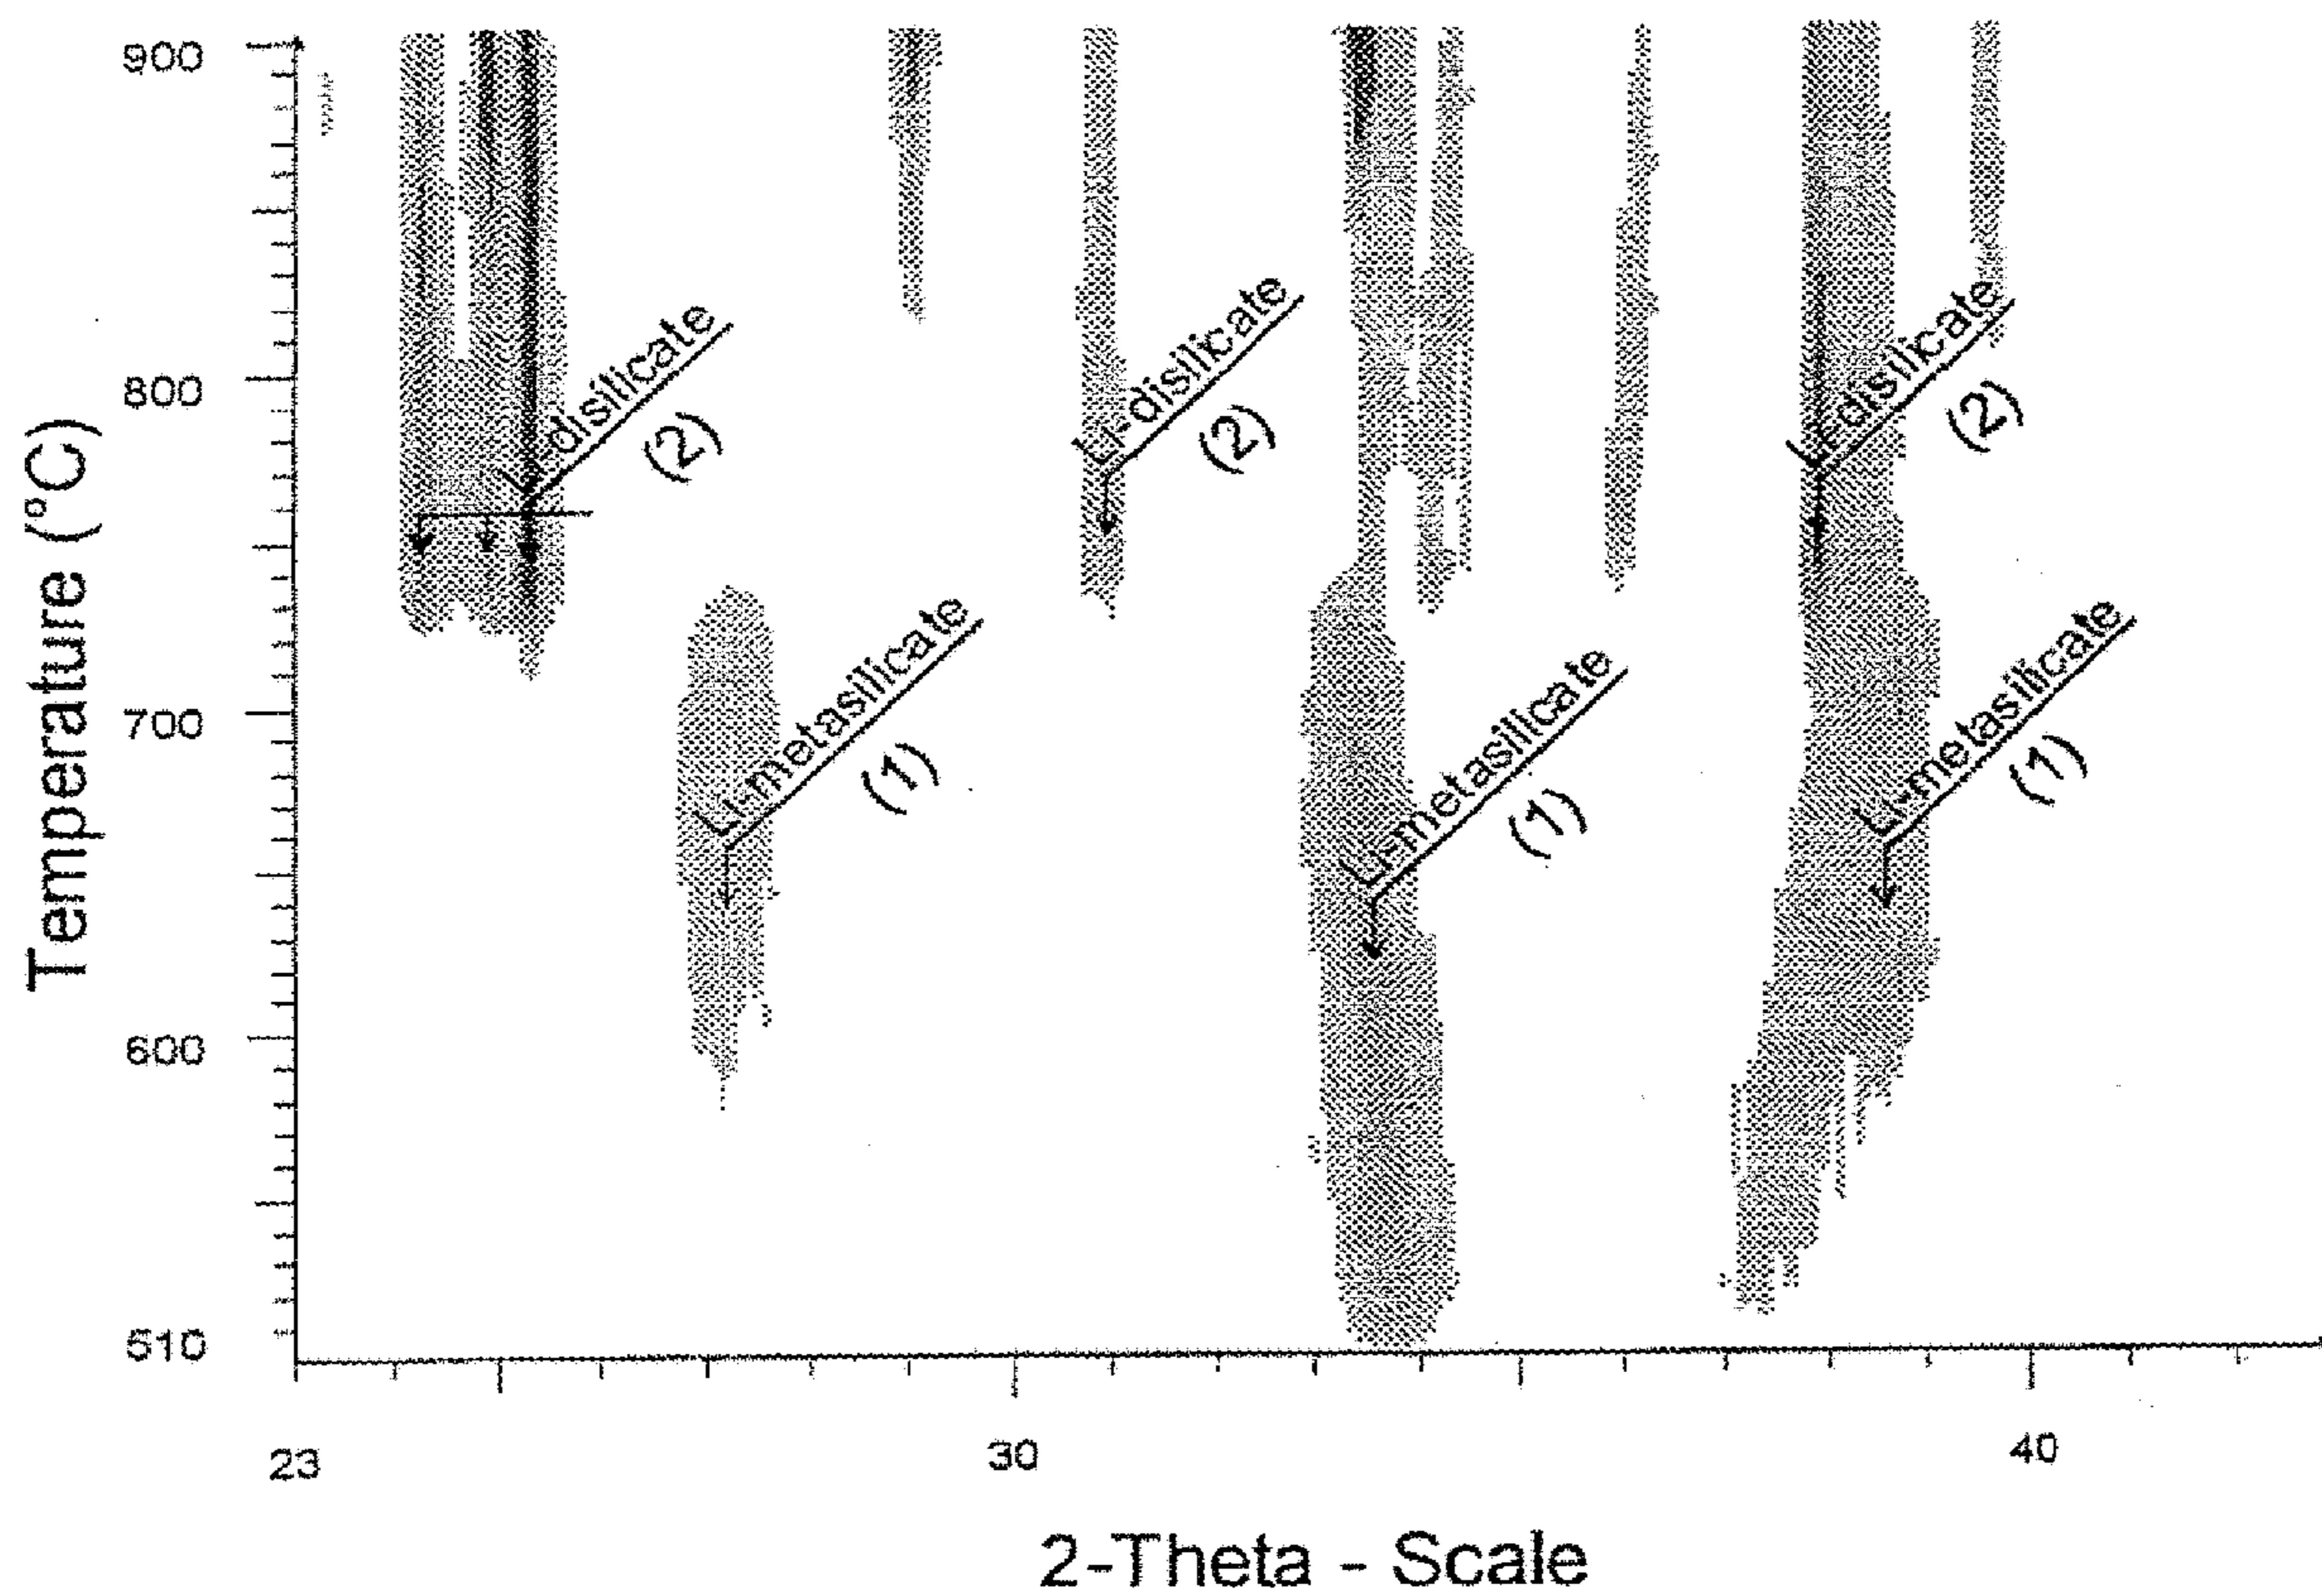 900
800
700
600
510
Temperature (°C)
Li-disilicate
(2)
Li-disilicate
(2)
Li-disilicate
(2)
Li-metasilicate
(1)
Li-metasilicate
(1)
Li-metasilicate
(1)
23
30
40
2-Theta - Scale